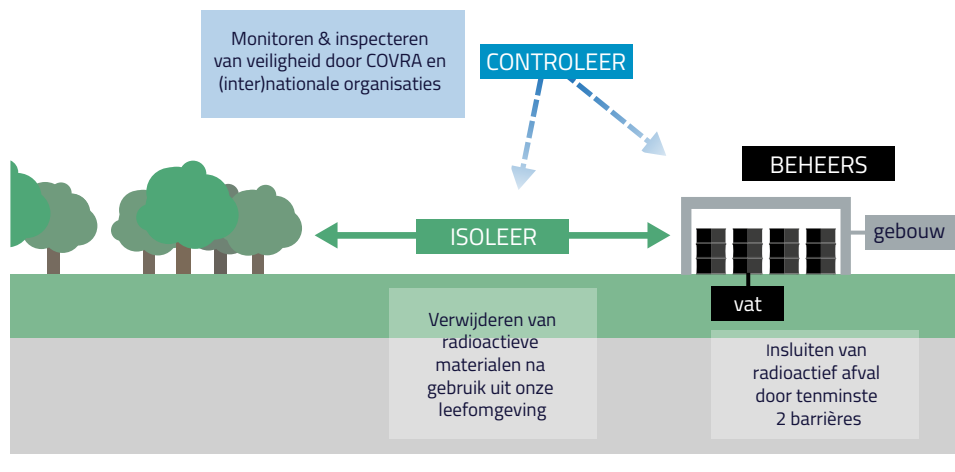 Monitoren & inspecteren
van veiligheid door COVRA en
(inter)nationale organisaties
CONTROLEER
BEHEERS
ISOLEER
gebouw
vat
Verwijderen van
radioactieve
materialen na
gebruik uit onze
leefomgeving
Insluiten van
radioactief afval
door tenminste
2 barrières